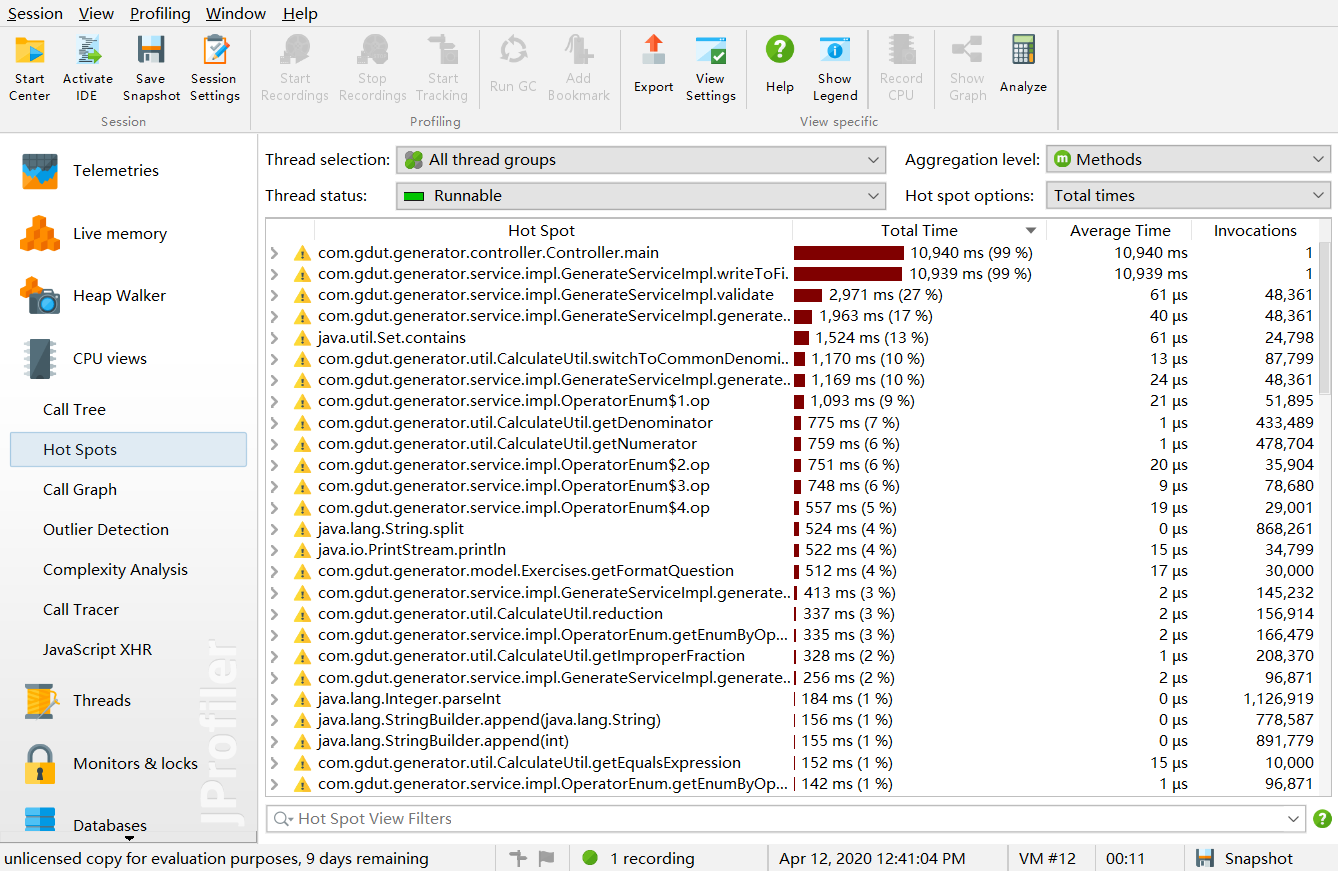 Session View Profiling Window Help
Start Center
Activate IDE
Save Snapshot
Session Settings
Start Recordings
Stop Recordings
Start Tracking
Run GC
Add Bookmark
Export
View Settings
Help
Show Legend
Record CPU
Show Graph
Analyze
Session
Profiling
View specific
Telemetries
Live memory
Heap Walker
CPU views
Call Tree
Hot Spots
Call Graph
Outlier Detection
Complexity Analysis
Call Tracer
JavaScript XHR
Threads
Monitors & locks
Databases
JProfiler
Thread selection: All thread groups Aggregation level: m Methods
Thread status: Runnable Hot spot options: Total times
Hot Spot Total Time Average Time Invocations
com.gdut.generator.controller.Controller.main 10,940 ms (99 %) 10,940 ms 1
com.gdut.generator.service.impl.GenerateServiceImpl.writeToFi... 10,939 ms (99 %) 10,939 ms 1
com.gdut.generator.service.impl.GenerateServiceImpl.validate 2,971 ms (27 %) 61 µs 48,361
com.gdut.generator.service.impl.GenerateServiceImpl.generate... 1,963 ms (17 %) 40 µs 48,361
java.util.Set.contains 1,524 ms (13 %) 61 µs 24,798
com.gdut.generator.util.CalculateUtil.switchToCommonDenomi... 1,170 ms (10 %) 13 µs 87,799
com.gdut.generator.service.impl.GenerateServiceImpl.generate... 1,169 ms (10 %) 24 µs 48,361
com.gdut.generator.service.impl.OperatorEnum$1.op 1,093 ms (9 %) 21 µs 51,895
com.gdut.generator.util.CalculateUtil.getDenominator 775 ms (7 %) 1 µs 433,489
com.gdut.generator.util.CalculateUtil.getNumerator 759 ms (6 %) 1 µs 478,704
com.gdut.generator.service.impl.OperatorEnum$2.op 751 ms (6 %) 20 µs 35,904
com.gdut.generator.service.impl.OperatorEnum$3.op 748 ms (6 %) 9 µs 78,680
com.gdut.generator.service.impl.OperatorEnum$4.op 557 ms (5 %) 19 µs 29,001
java.lang.String.split 524 ms (4 %) 0 µs 868,261
java.io.PrintStream.println 522 ms (4 %) 15 µs 34,799
com.gdut.generator.model.Exercises.getFormatQuestion 512 ms (4 %) 17 µs 30,000
com.gdut.generator.service.impl.GenerateServiceImpl.generate... 413 ms (3 %) 2 µs 145,232
com.gdut.generator.util.CalculateUtil.reduction 337 ms (3 %) 2 µs 156,914
com.gdut.generator.service.impl.OperatorEnum.getEnumByOp... 335 ms (3 %) 2 µs 166,479
com.gdut.generator.util.CalculateUtil.getImproperFraction 328 ms (2 %) 1 µs 208,370
com.gdut.generator.service.impl.GenerateServiceImpl.generate... 256 ms (2 %) 2 µs 96,871
java.lang.Integer.parseInt 184 ms (1 %) 0 µs 1,126,919
java.lang.StringBuilder.append(java.lang.String) 156 ms (1 %) 0 µs 778,587
java.lang.StringBuilder.append(int) 155 ms (1 %) 0 µs 891,779
com.gdut.generator.util.CalculateUtil.getEqualsExpression 152 ms (1 %) 15 µs 10,000
com.gdut.generator.service.impl.OperatorEnum.getEnumByOp... 142 ms (1 %) 1 µs 96,871
Hot Spot View Filters
unlicensed copy for evaluation purposes, 9 days remaining 1 recording Apr 12, 2020 12:41:04 PM VM #12 00:11 Snapshot